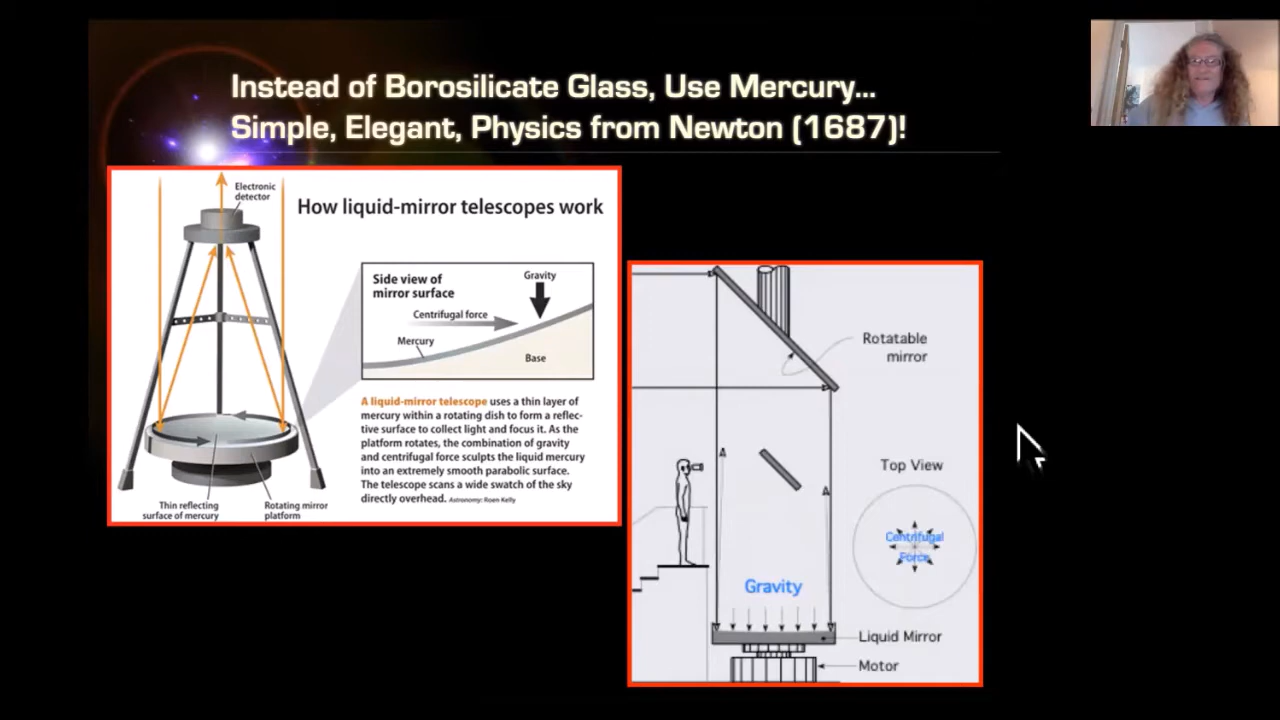 Instead of Borosilicate Glass, Use Mercury...
Simple, Elegant, Physics from Newton (1687)!
Electronic
detector
How liquid-mirror telescopes work
Side view of
mirror surface
Gravity
Centrifugal force
Mercury
Base
A liquid-mirror telescope uses a thin layer of
mercury within a rotating dish to form a reflec-
tive surface to collect light and focus it. As the
platform rotates, the combination of gravity
and centrifugal force sculpts the liquid mercury
into an extremely smooth parabolic surface.
The telescope scans a wide swatch of the sky
directly overhead. Astronomy: Roen Kelly
Thin reflecting
surface of mercury
Rotating mirror
platform
Rotatable
mirror
A
A
Top View
Centrifugal
Force
Gravity
Liquid Mirror
Motor